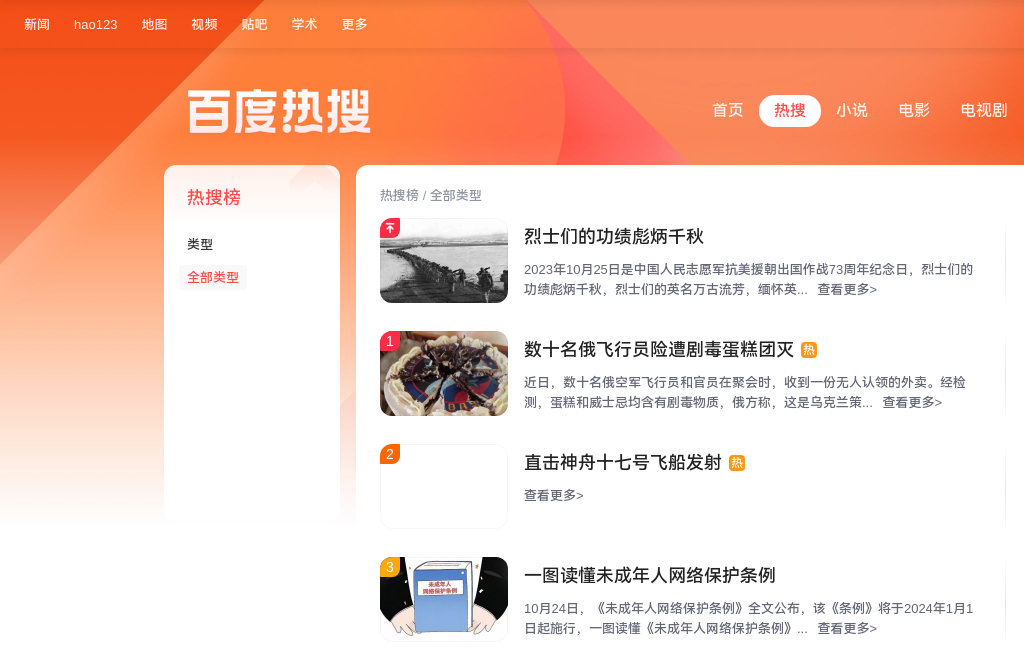 新闻 hao123 地图 视频 贴吧 学术 更多
百度热搜
首页 热搜 小说 电影 电视剧
热搜榜
类型
全部类型
热搜榜 / 全部类型
烈士们的功绩彪炳千秋
2023年10月25日是中国人民志愿军抗美援朝出国作战73周年纪念日，烈士们的
功绩彪炳千秋，烈士们的英名万古流芳，缅怀英... 查看更多>
1
数十名俄飞行员险遭剧毒蛋糕团灭 热
近日，数十名俄空军飞行员和官员在聚会时，收到一份无人认领的外卖。经检
测，蛋糕和威士忌均含有剧毒物质，俄方称，这是乌克兰策... 查看更多>
2
直击神舟十七号飞船发射 热
查看更多>
3
未成年人
网络保护条例
一图读懂未成年人网络保护条例
10月24日，《未成年人网络保护条例》全文公布，该《条例》将于2024年1月1
日起施行，一图读懂《未成年人网络保护条例》... 查看更多>